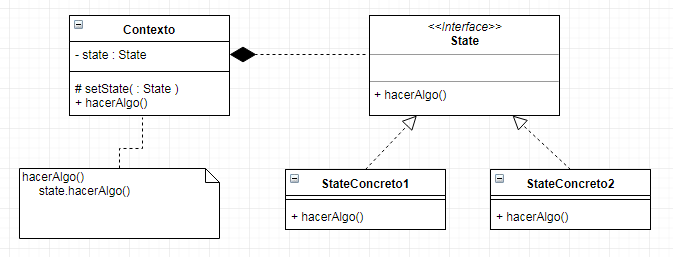 Contexto
- state : State
# setState( : State )
+ hacerAlgo()
<<interface>>
State
+ hacerAlgo()
hacerAlgo()
state.hacerAlgo()
StateConcreto1
+ hacerAlgo()
StateConcreto2
+ hacerAlgo()